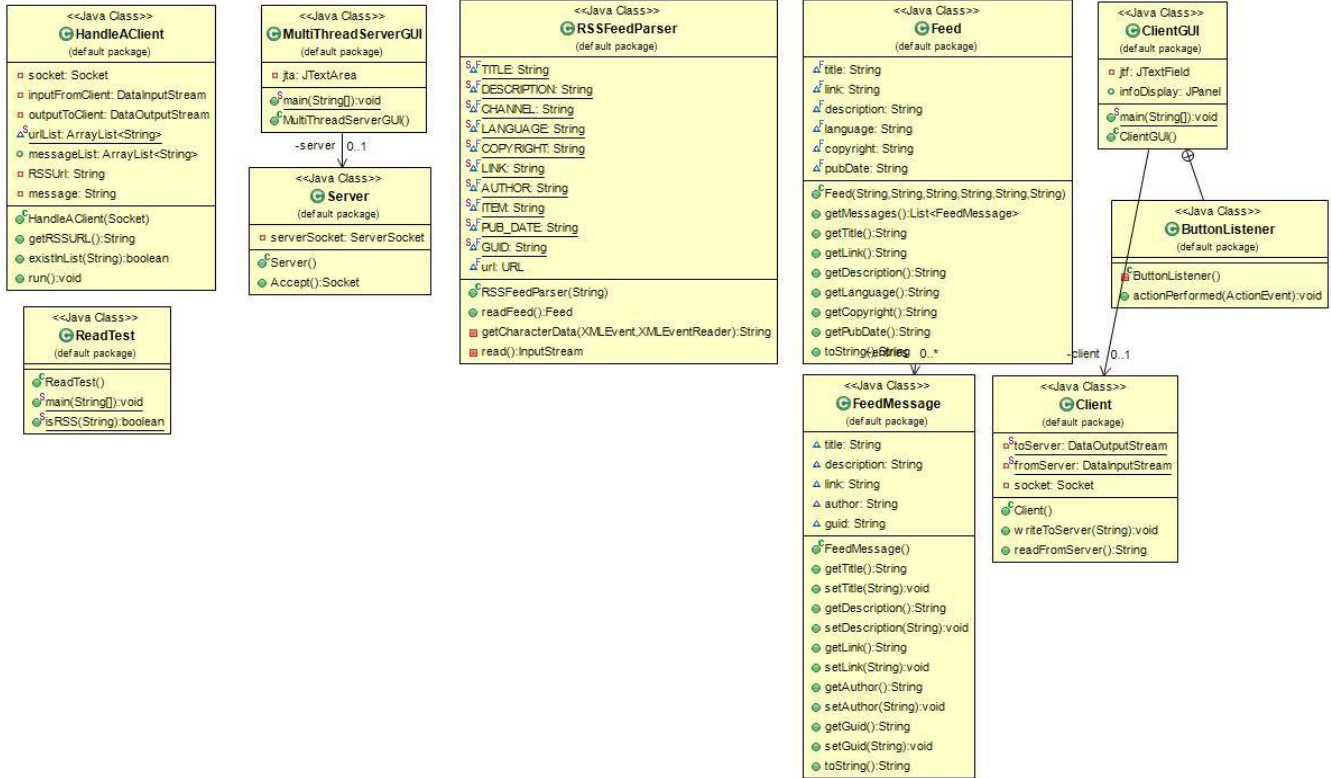 <<Java Class>>
HandleAClient
(default package)
socket: Socket
inputFromClient: DataInputStream
outputToClient: DataOutputStream
urlList: ArrayList<String>
messageList: ArrayList<String>
RSSUrl: String
message: String
HandleAClient(Socket)
getRSSURL():String
existInList(String):boolean
run():void
<<Java Class>>
ReadTest
(default package)
ReadTest()
main(String[]):void
isRSS(String):boolean
<<Java Class>>
MultiThreadServerGUI
(default package)
jta: JTextArea
main(String[]):void
MultiThreadServerGUI()
-server 0..1
<<Java Class>>
Server
(default package)
serverSocket: ServerSocket
Server()
Accept():Socket
<<Java Class>>
RSSFeedParser
(default package)
TITLE: String
DESCRIPTION: String
CHANNEL: String
LANGUAGE: String
COPYRIGHT: String
LINK: String
AUTHOR: String
ITEM: String
PUB_DATE: String
GUID: String
url: URL
RSSFeedParser(String)
readFeed():Feed
getCharacterData(XMLEvent,XMLEventReader):String
read():InputStream
<<Java Class>>
Feed
(default package)
title: String
link: String
description: String
language: String
copyright: String
pubDate: String
Feed(String,String,String,String,String,String)
getMessages():List<FeedMessage>
getTitle():String
getLink():String
getDescription():String
getLanguage():String
getCopyright():String
getPubDate():String
toString():String
0..*
<<Java Class>>
FeedMessage
(default package)
title: String
description: String
link: String
author: String
guid: String
FeedMessage()
getTitle():String
setTitle(String):void
getDescription():String
setDescription(String):void
getLink():String
setLink(String):void
getAuthor():String
setAuthor(String):void
getGuid():String
setGuid(String):void
toString():String
<<Java Class>>
ClientGUI
(default package)
jtf: JTextField
infoDisplay: JPanel
main(String[]):void
ClientGUI()
<<Java Class>>
ButtonListener
(default package)
ButtonListener()
actionPerformed(ActionEvent):void
-client 0..1
<<Java Class>>
Client
(default package)
toServer: DataOutputStream
fromServer: DataInputStream
socket: Socket
Client()
writeToServer(String):void
readFromServer():String